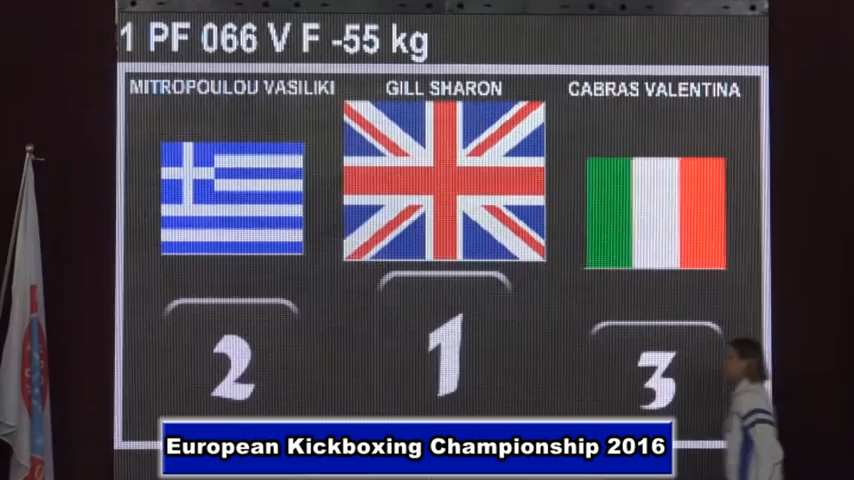 1 PF 066 V F -55 kg
MITROPOULOU VASILIKI
GILL SHARON
CABRAS VALENTINA
2
1
3
European Kickboxing Championship 2016